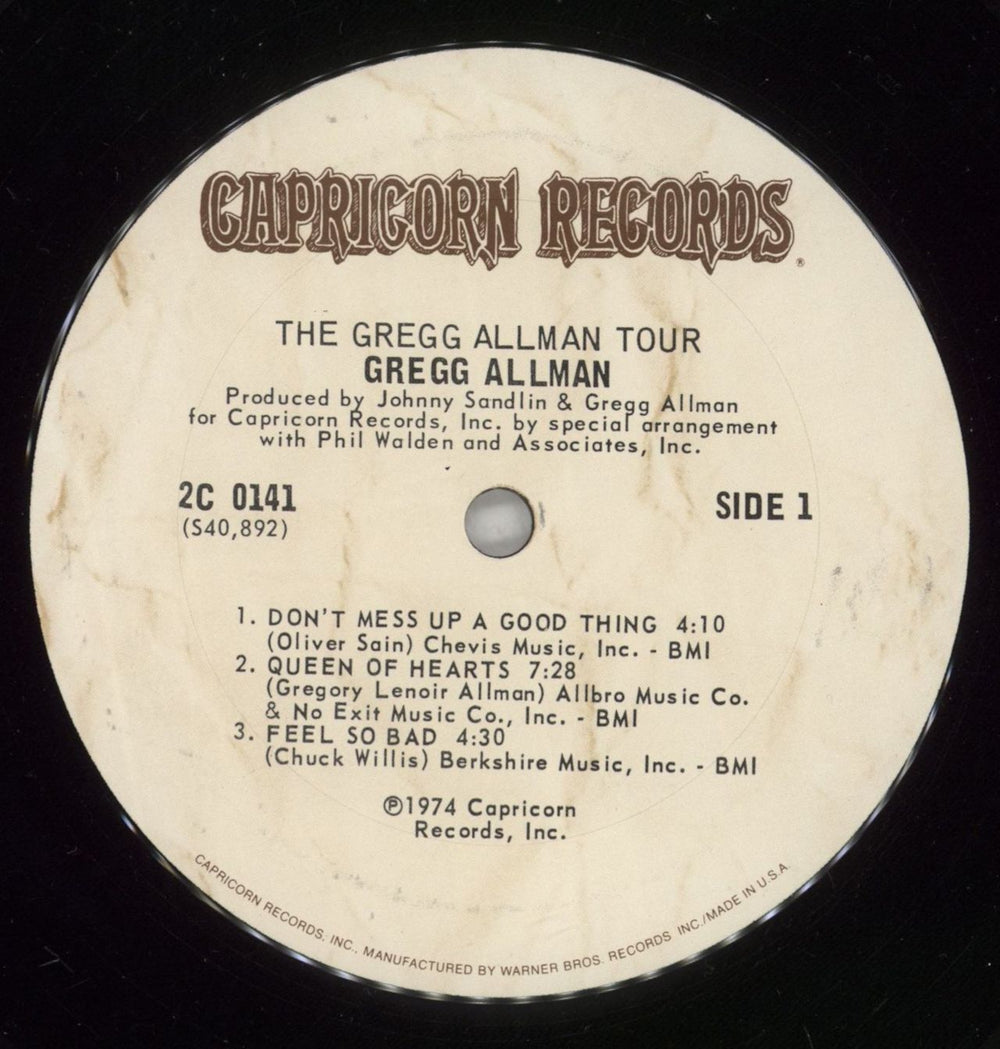 CAPRICORN RECORDS®
THE GREGG ALLMAN TOUR
GREGG ALLMAN
Produced by Johnny Sandlin & Gregg Allman
for Capricorn Records, Inc. by special arrangement
with Phil Walden and Associates, Inc.
2C 0141
(S40,892)
SIDE 1
1. DON'T MESS UP A GOOD THING 4:10
(Oliver Sain) Chevis Music, Inc. - BMI
2. QUEEN OF HEARTS 7:28
(Gregory Lenoir Allman) Allbro Music Co.
& No Exit Music Co., Inc. - BMI
3. FEEL SO BAD 4:30
(Chuck Willis) Berkshire Music, Inc. - BMI
℗1974 Capricorn
Records, Inc.
CAPRICORN RECORDS, INC., MANUFACTURED BY WARNER BROS. RECORDS INC./MADE IN U.S.A.